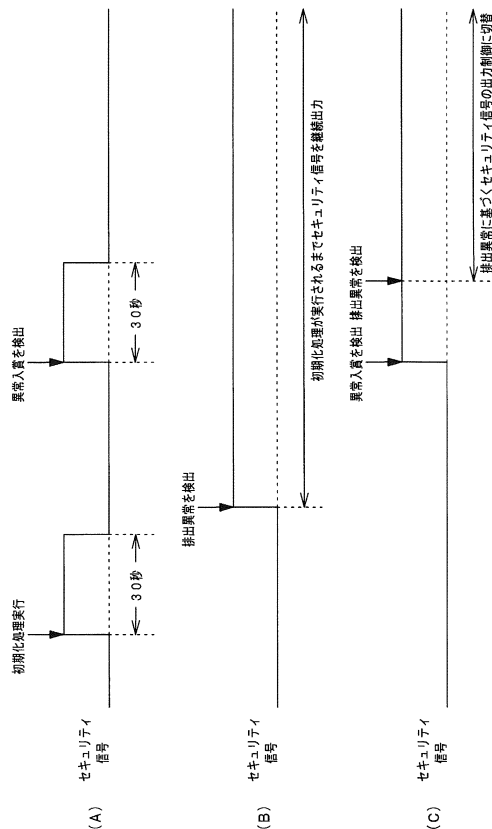 (A)
セキュリティ
信号
初期化処理実行
30秒
異常入賞を検出
30秒
(B)
セキュリティ
信号
排出異常を検出
初期化処理が実行されるまでセキュリティ信号を継続出力
(C)
セキュリティ
信号
異常入賞を検出
排出異常を検出
排出異常に基づくセキュリティ信号の出力制御に切替